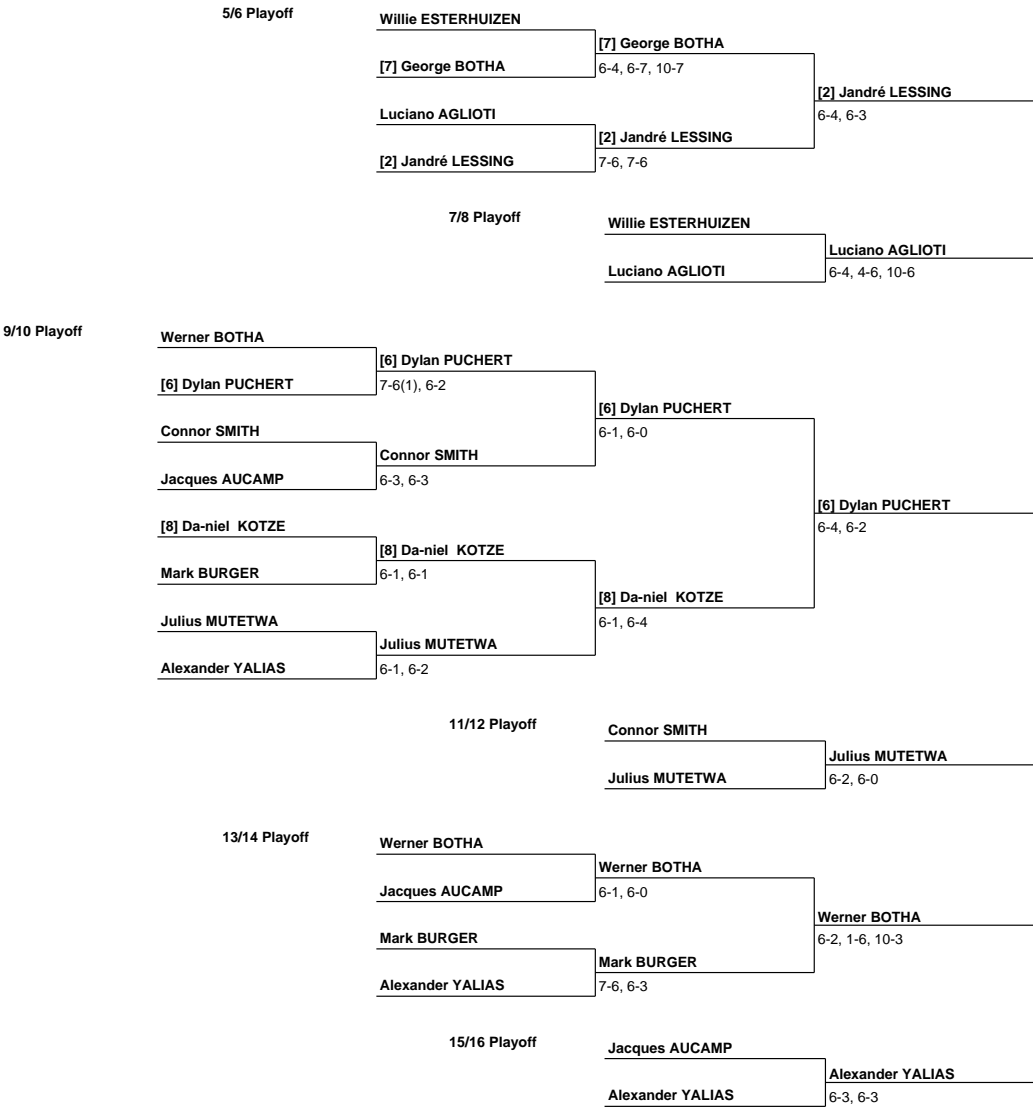 5/6 Playoff
Willie ESTERHUIZEN
[7] George BOTHA
[7] George BOTHA
6-4, 6-7, 10-7
[2] Jandré LESSING
Luciano AGLIOTI
6-4, 6-3
[2] Jandré LESSING
[2] Jandré LESSING
7-6, 7-6
7/8 Playoff
Willie ESTERHUIZEN
Luciano AGLIOTI
Luciano AGLIOTI
6-4, 4-6, 10-6
9/10 Playoff
Werner BOTHA
[6] Dylan PUCHERT
[6] Dylan PUCHERT
7-6(1), 6-2
[6] Dylan PUCHERT
Connor SMITH
6-1, 6-0
Connor SMITH
Jacques AUCAMP
6-3, 6-3
[6] Dylan PUCHERT
[8] Da-niel KOTZE
6-4, 6-2
[8] Da-niel KOTZE
Mark BURGER
6-1, 6-1
[8] Da-niel KOTZE
Julius MUTETWA
6-1, 6-4
Julius MUTETWA
Alexander YALIAS
6-1, 6-2
11/12 Playoff
Connor SMITH
Julius MUTETWA
Julius MUTETWA
6-2, 6-0
13/14 Playoff
Werner BOTHA
Werner BOTHA
Jacques AUCAMP
6-1, 6-0
Werner BOTHA
Mark BURGER
6-2, 1-6, 10-3
Mark BURGER
Alexander YALIAS
7-6, 6-3
15/16 Playoff
Jacques AUCAMP
Alexander YALIAS
Alexander YALIAS
6-3, 6-3